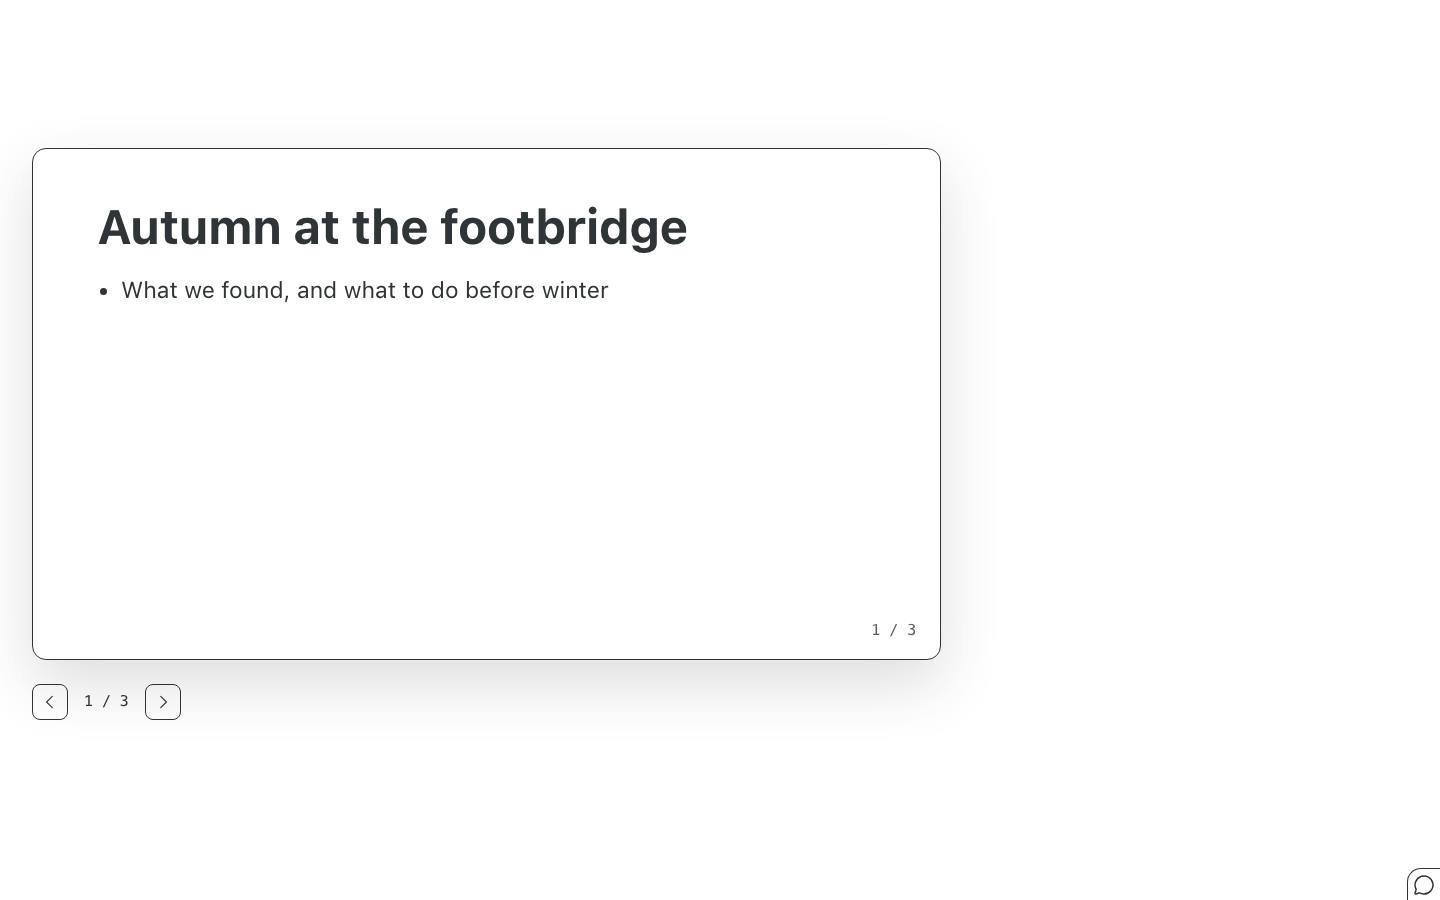 Autumn at the footbridge
• What we found, and what to do before winter
1 / 3
1 / 3